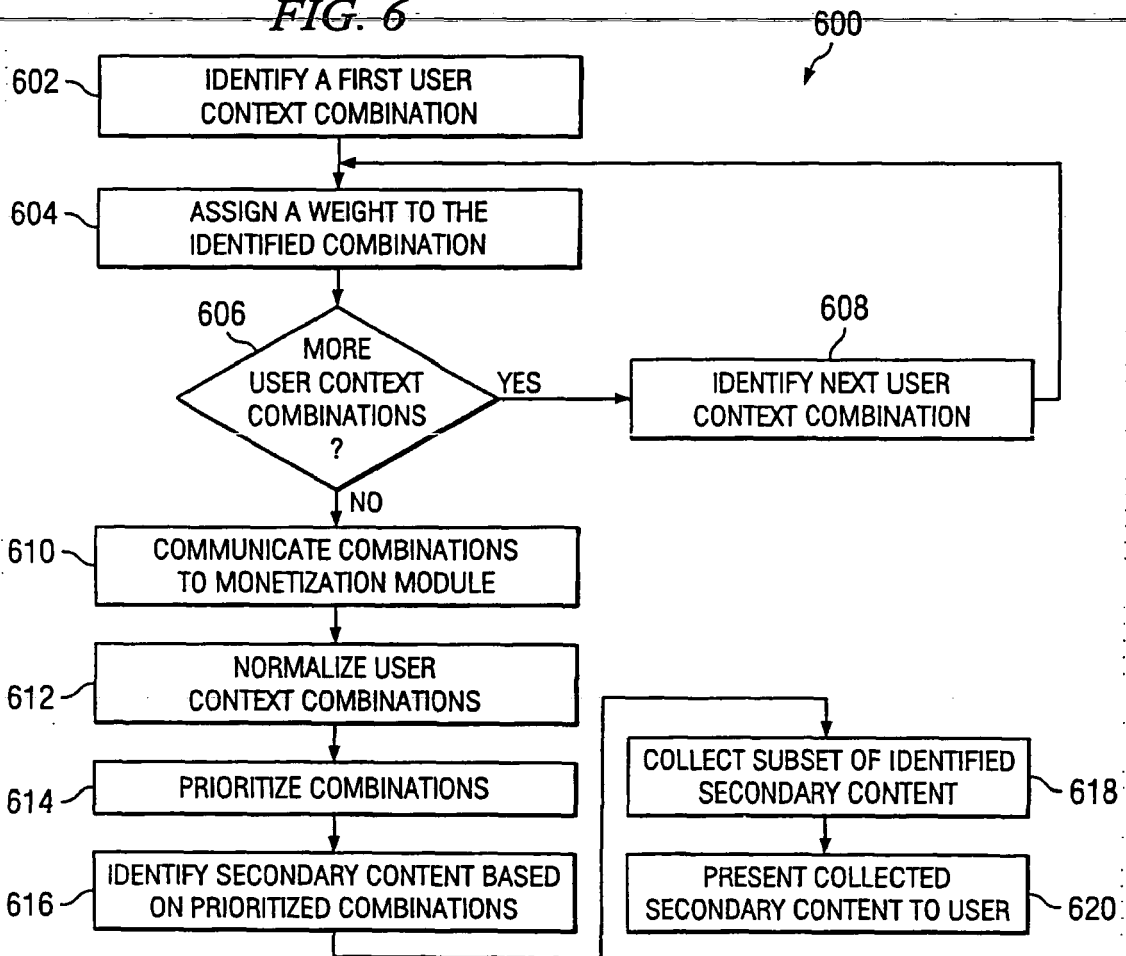 FIG. 6
600
602
IDENTIFY A FIRST USER
CONTEXT COMBINATION
604
ASSIGN A WEIGHT TO THE
IDENTIFIED COMBINATION
606
MORE
USER CONTEXT
COMBINATIONS
?
YES
608
IDENTIFY NEXT USER
CONTEXT COMBINATION
NO
610
COMMUNICATE COMBINATIONS
TO MONETIZATION MODULE
612
NORMALIZE USER
CONTEXT COMBINATIONS
614
PRIORITIZE COMBINATIONS
616
IDENTIFY SECONDARY CONTENT BASED
ON PRIORITIZED COMBINATIONS
COLLECT SUBSET OF IDENTIFIED
SECONDARY CONTENT
618
PRESENT COLLECTED
SECONDARY CONTENT TO USER
620